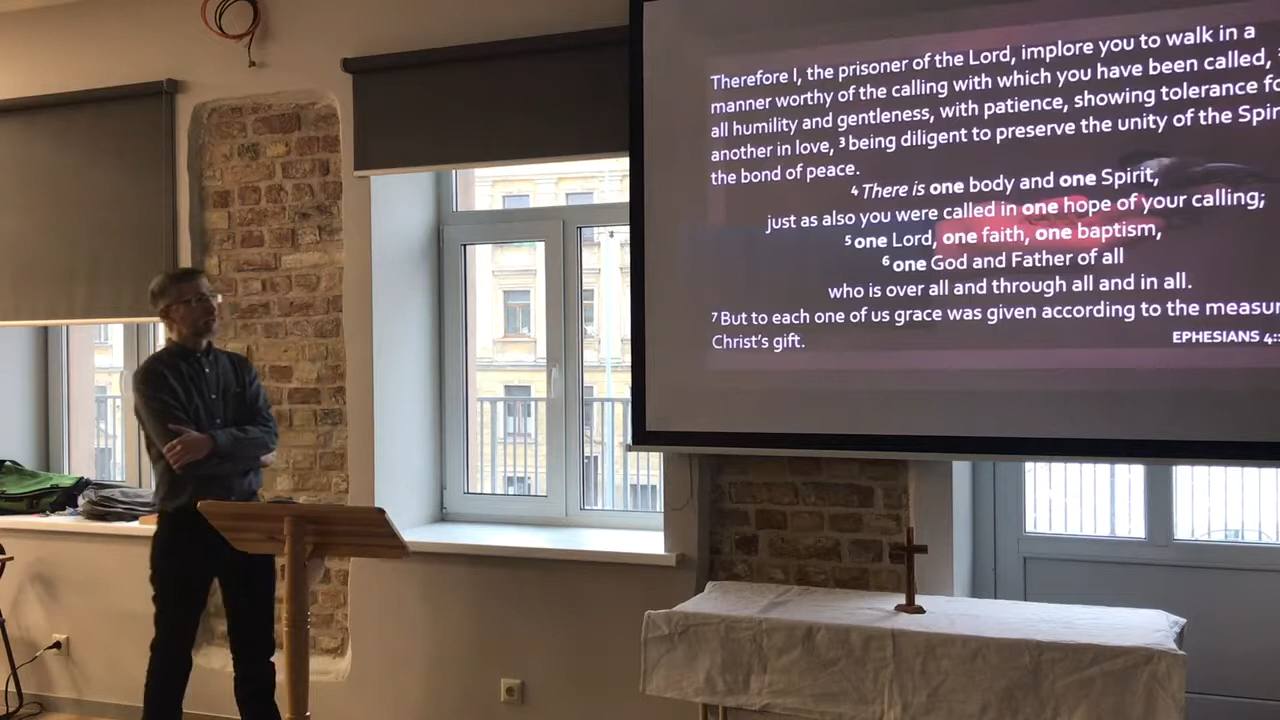 Therefore I, the prisoner of the Lord, implore you to walk in a
manner worthy of the calling with which you have been called,
all humility and gentleness, with patience, showing tolerance
another in love, 3 being diligent to preserve the unity of the
the bond of peace.
4 There is one body and one Spirit,
just as also you were called in one hope of your calling;
5 one Lord, one faith, one baptism,
6 one God and Father of all
who is over all and through all and in all.
7 But to each one of us grace was given according to the
Christ's gift.
EPHESIANS 4: